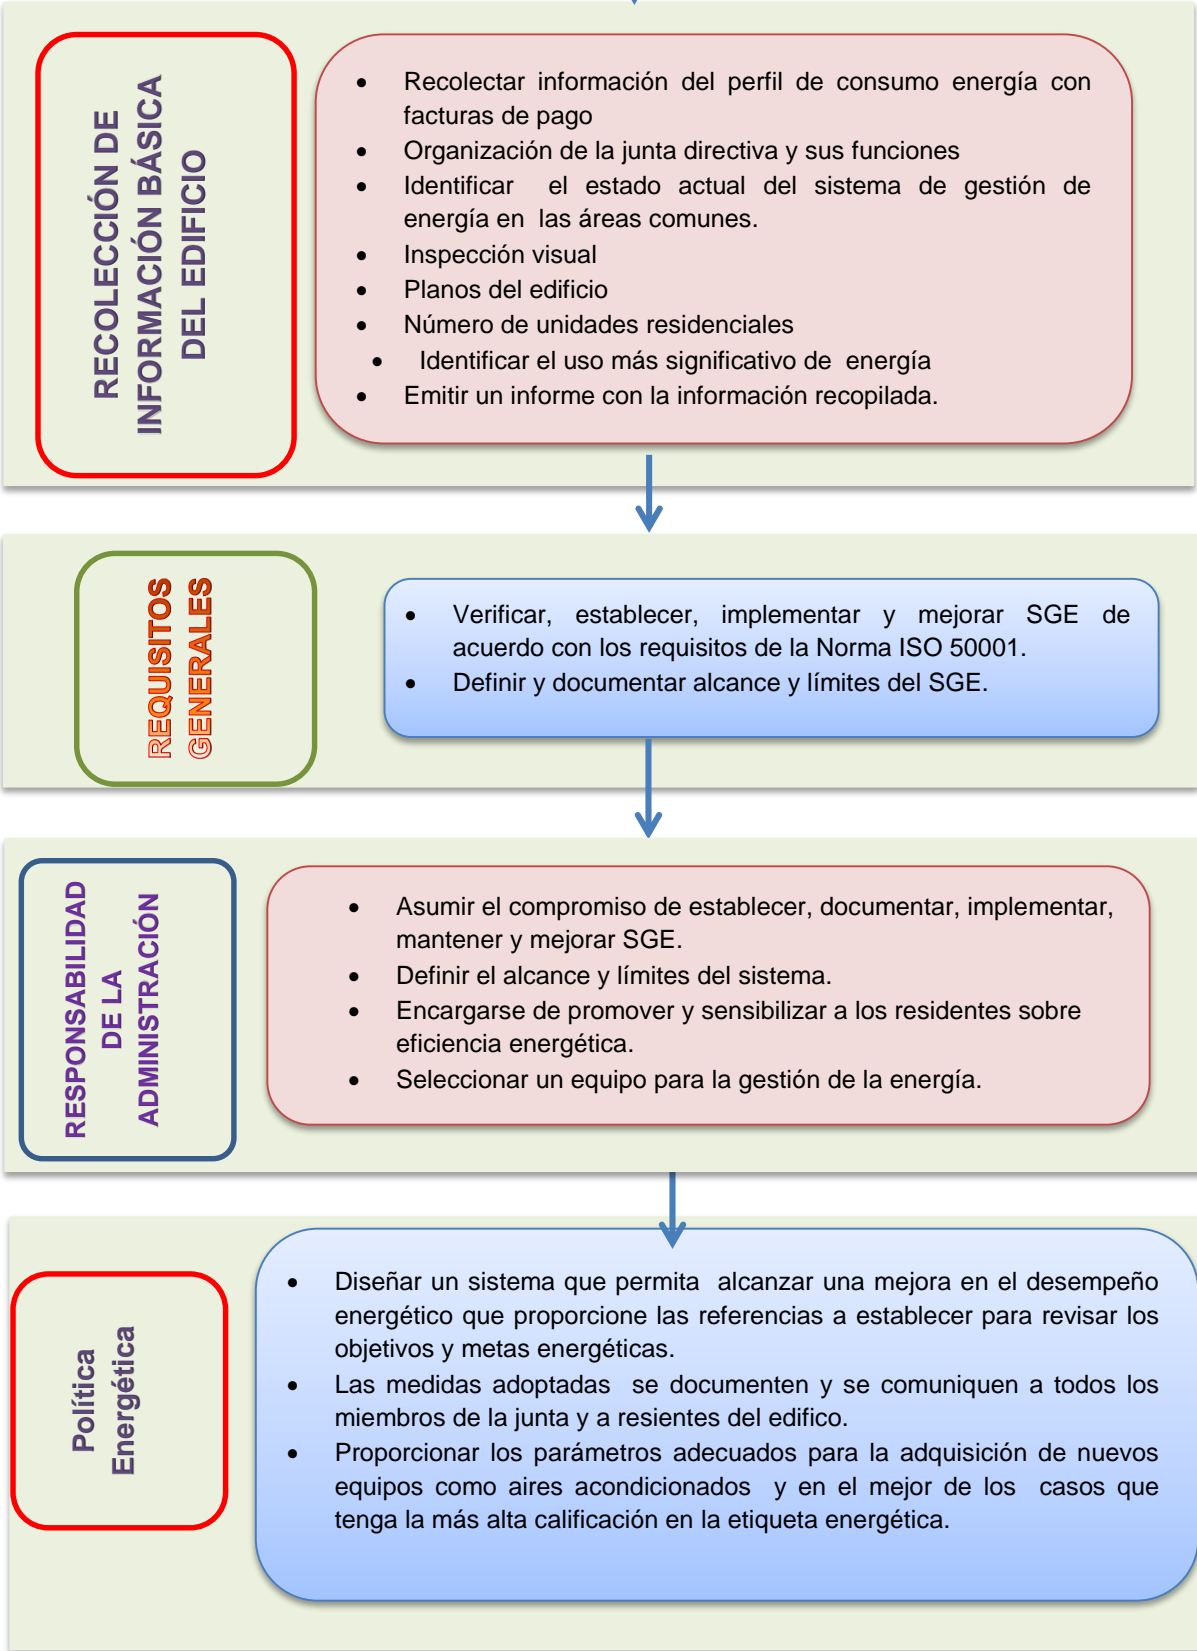 RECOLECCIÓN DE
INFORMACIÓN BÁSICA
DEL EDIFICIO
• Recolectar información del perfil de consumo energía con
facturas de pago
• Organización de la junta directiva y sus funciones
• Identificar el estado actual del sistema de gestión de
energía en las áreas comunes.
• Inspección visual
• Planos del edificio
• Número de unidades residenciales
• Identificar el uso más significativo de energía
• Emitir un informe con la información recopilada.
REQUISITOS
GENERALES
• Verificar, establecer, implementar y mejorar SGE de
acuerdo con los requisitos de la Norma ISO 50001.
• Definir y documentar alcance y límites del SGE.
RESPONSABILIDAD
DE LA
ADMINISTRACIÓN
• Asumir el compromiso de establecer, documentar, implementar,
mantener y mejorar SGE.
• Definir el alcance y límites del sistema.
• Encargarse de promover y sensibilizar a los residentes sobre
eficiencia energética.
• Seleccionar un equipo para la gestión de la energía.
Política
Energética
• Diseñar un sistema que permita alcanzar una mejora en el desempeño
energético que proporcione las referencias a establecer para revisar los
objetivos y metas energéticas.
• Las medidas adoptadas se documenten y se comuniquen a todos los
miembros de la junta y a resientes del edifico.
• Proporcionar los parámetros adecuados para la adquisición de nuevos
equipos como aires acondicionados y en el mejor de los casos que
tenga la más alta calificación en la etiqueta energética.